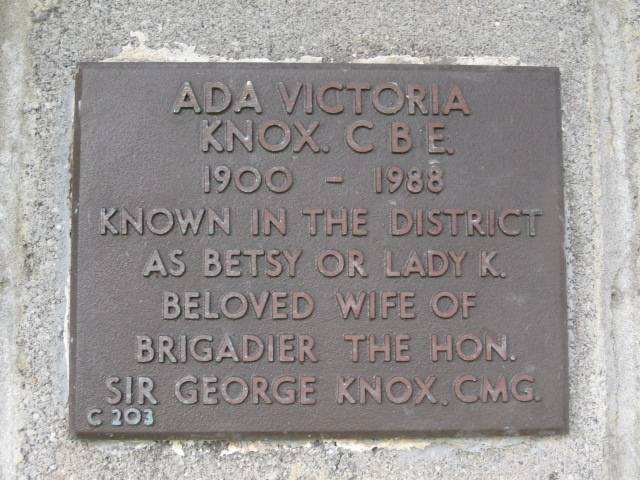 ADA VICTORIA
KNOX. C B E.
1900 - 1988
KNOWN IN THE DISTRICT
AS BETSY OR LADY K.
BELOVED WIFE OF
BRIGADIER THE HON.
SIR GEORGE KNOX. CMG.
C 203